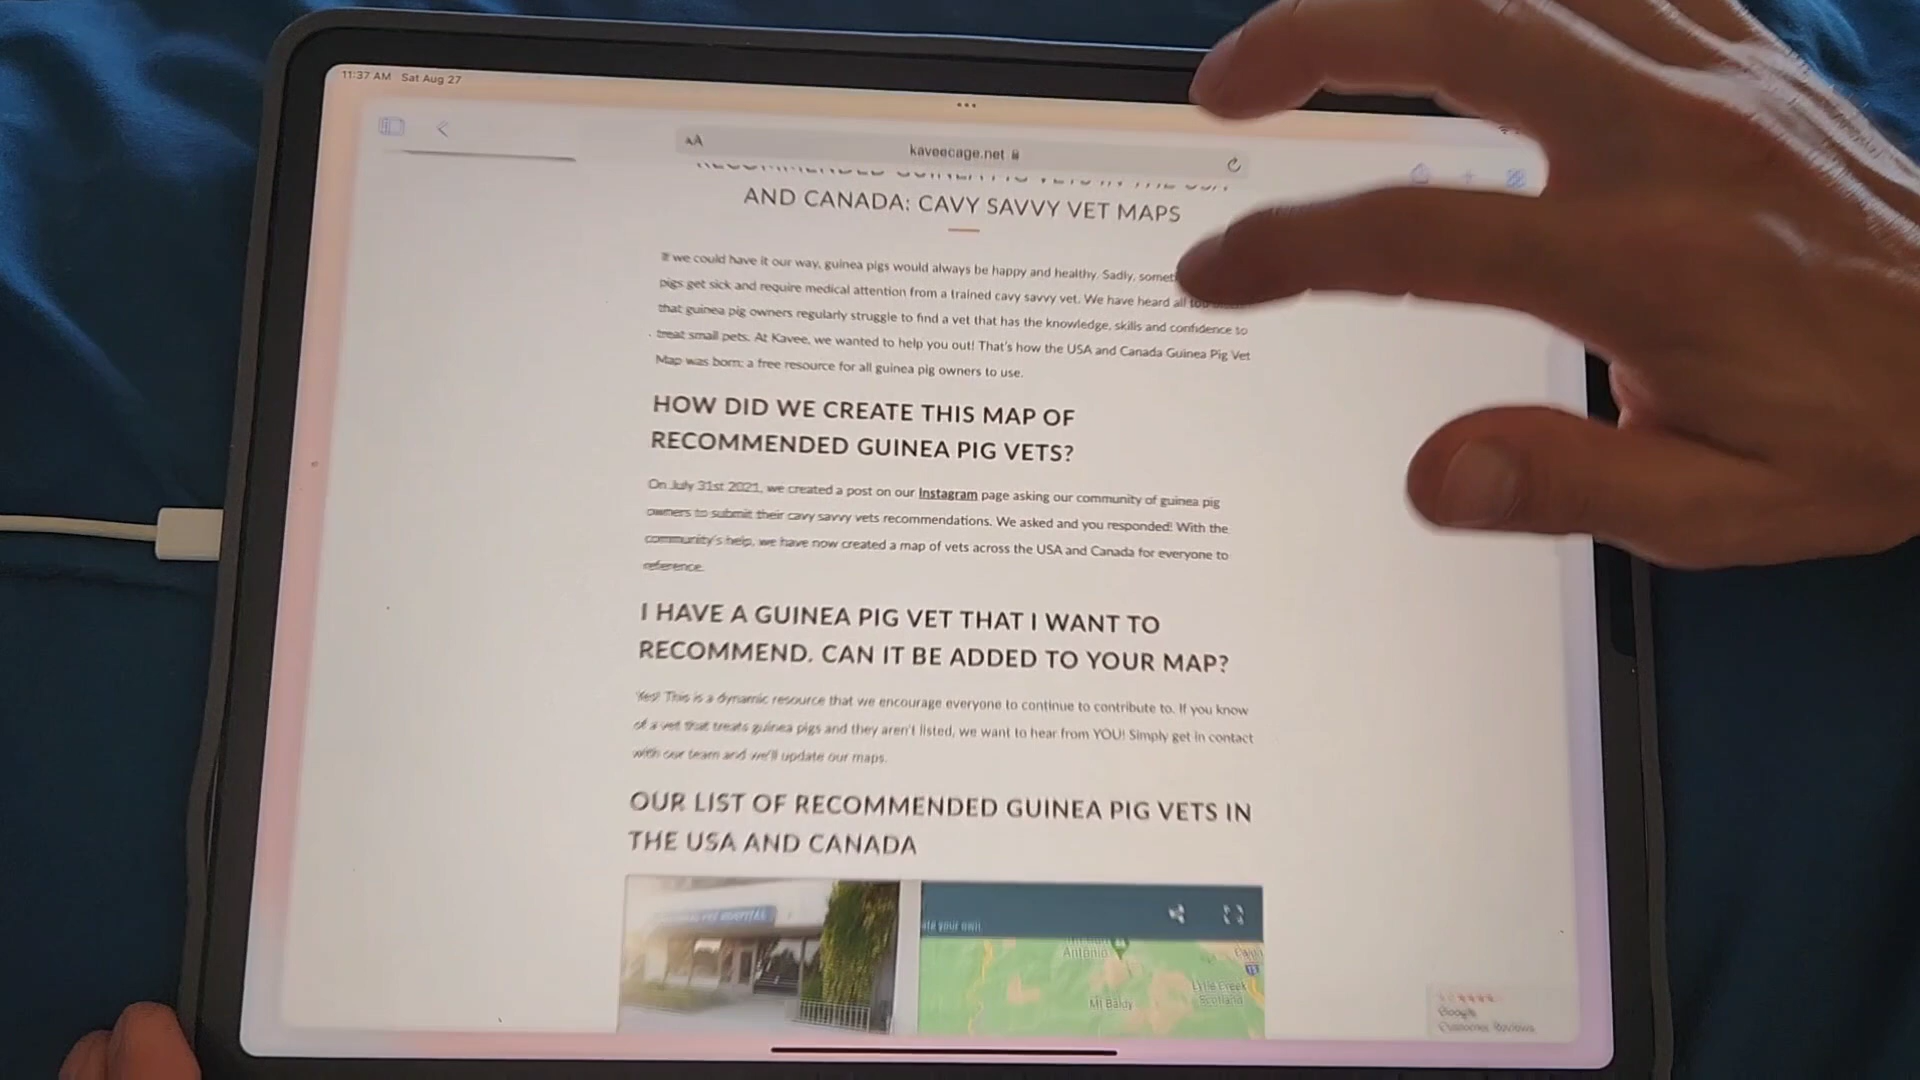 11:37 AM Sat Aug 27
AA
kaveecage.net
AND CANADA: CAVY SAVVY VET MAPS
If we could have it our way, guinea pigs would always be happy and healthy. Sadly,
pigs get sick and require medical attention from a trained cavy savvy vet. We have heard all
that guinea pig owners regularly struggle to find a vet that has the knowledge, skills and confidence to
treat small pets. At Kavee, we wanted to help you out! That's how the USA and Canada Guinea Pig Vet
Map was born: a free resource for all guinea pig owners to use.
HOW DID WE CREATE THIS MAP OF
RECOMMENDED GUINEA PIG VETS?
On July 31st 2021, we created a post on our Instagram page asking our community of guinea pig
owners to submit their cavy savvy vets recommendations. We asked and you responded! With the
community's help, we have now created a map of vets across the USA and Canada for everyone to
reference.
I HAVE A GUINEA PIG VET THAT I WANT TO
RECOMMEND. CAN IT BE ADDED TO YOUR MAP?
Yes! This is a dynamic resource that we encourage everyone to continue to contribute to. If you know
of a vet that treats guinea pigs and they aren't listed, we want to hear from YOU! Simply get in contact
with our team and we'll update our maps.
OUR LIST OF RECOMMENDED GUINEA PIG VETS IN
THE USA AND CANADA
your own
Antonio
Mt Baldy
Lytle Creek
Scotland
Google
Customer Reviews